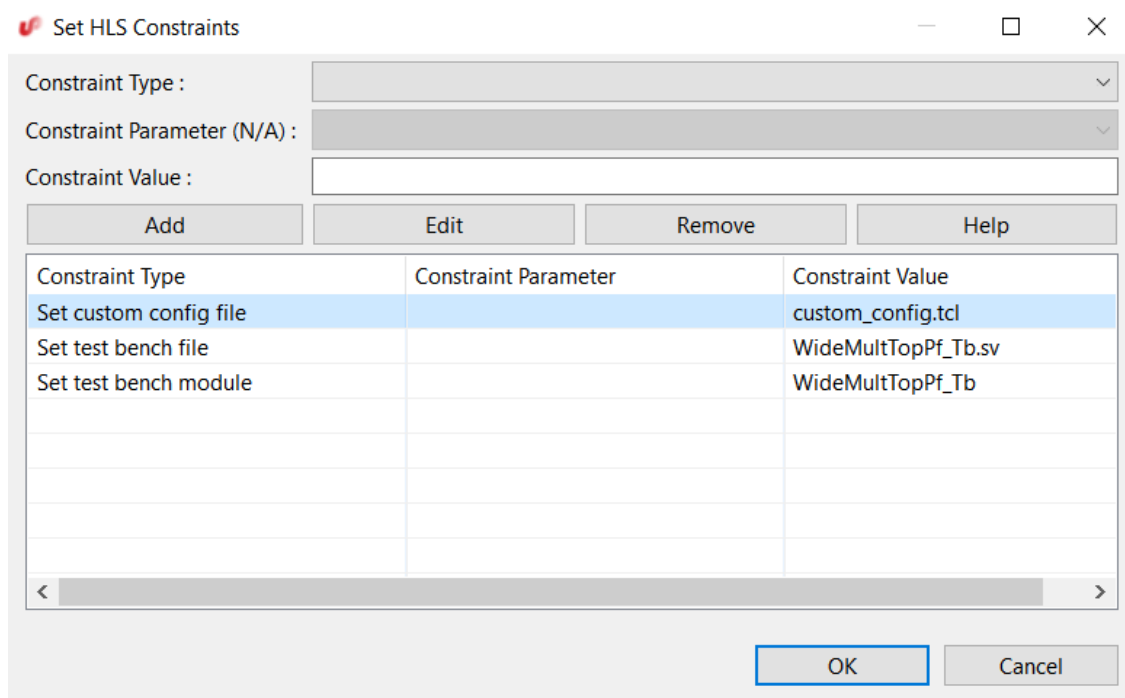 Set HLS Constraints
Constraint Type :
Constraint Parameter (N/A) :
Constraint Value :
Add Edit Remove Help
Constraint Type Constraint Parameter Constraint Value
Set custom config file custom_config.tcl
Set test bench file WideMultTopPf_Tb.sv
Set test bench module WideMultTopPf_Tb
OK Cancel